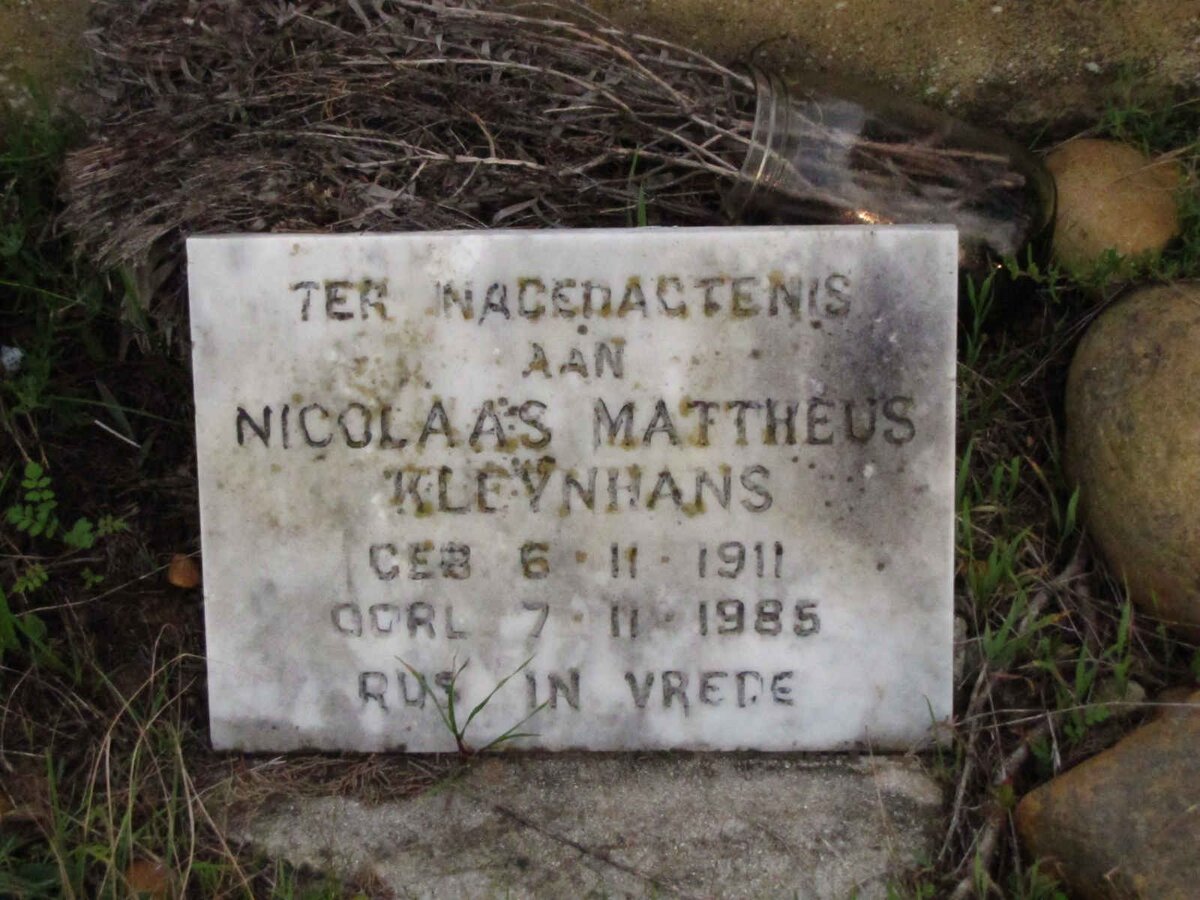 TER NAGEDAGTENIS
AAN
NICOLAAS MATTHEUS
KLEYNHANS
GEB 6 · 11 · 1911
OORL 7 · 11 · 1985
RUS IN VREDE